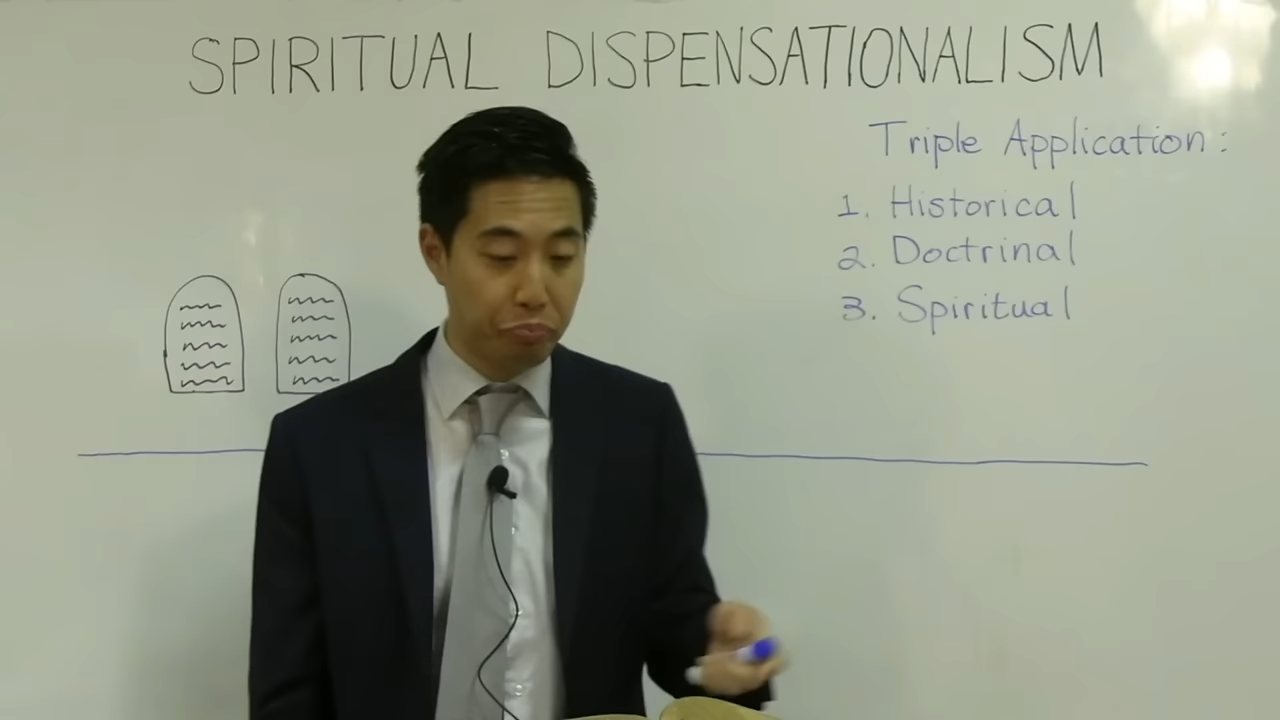 SPIRITUAL DISPENSATIONALISM
Triple Application:
1. Historical
2. Doctrinal
3. Spiritual